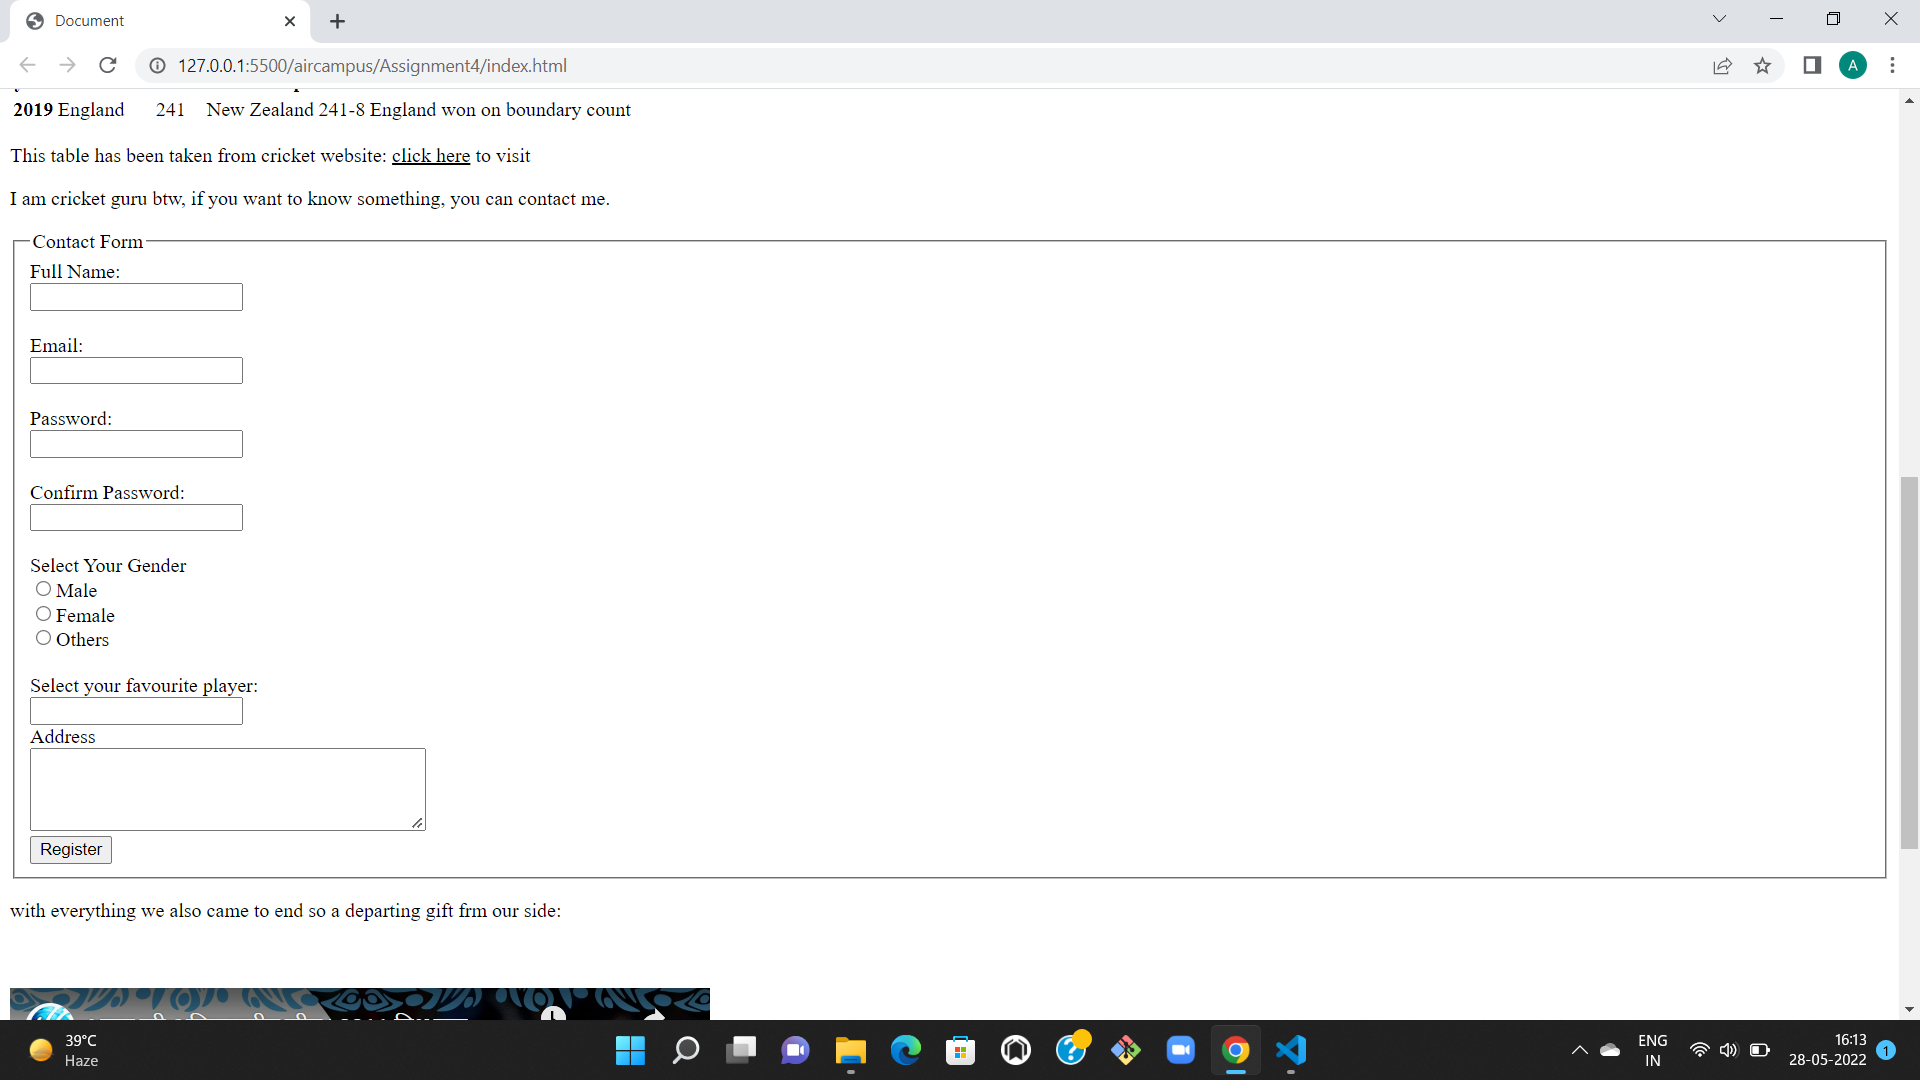 Document
127.0.0.1:5500/aircampus/Assignment4/index.html
A
2019 England 241 New Zealand 241-8 England won on boundary count
This table has been taken from cricket website: click here to visit
I am cricket guru btw, if you want to know something, you can contact me.
Contact Form
Full Name:
Email:
Password:
Confirm Password:
Select Your Gender
Male
Female
Others
Select your favourite player:
Address
Register
with everything we also came to end so a departing gift frm our side:
39°C
Haze
ENG
IN
16:13
28-05-2022
1